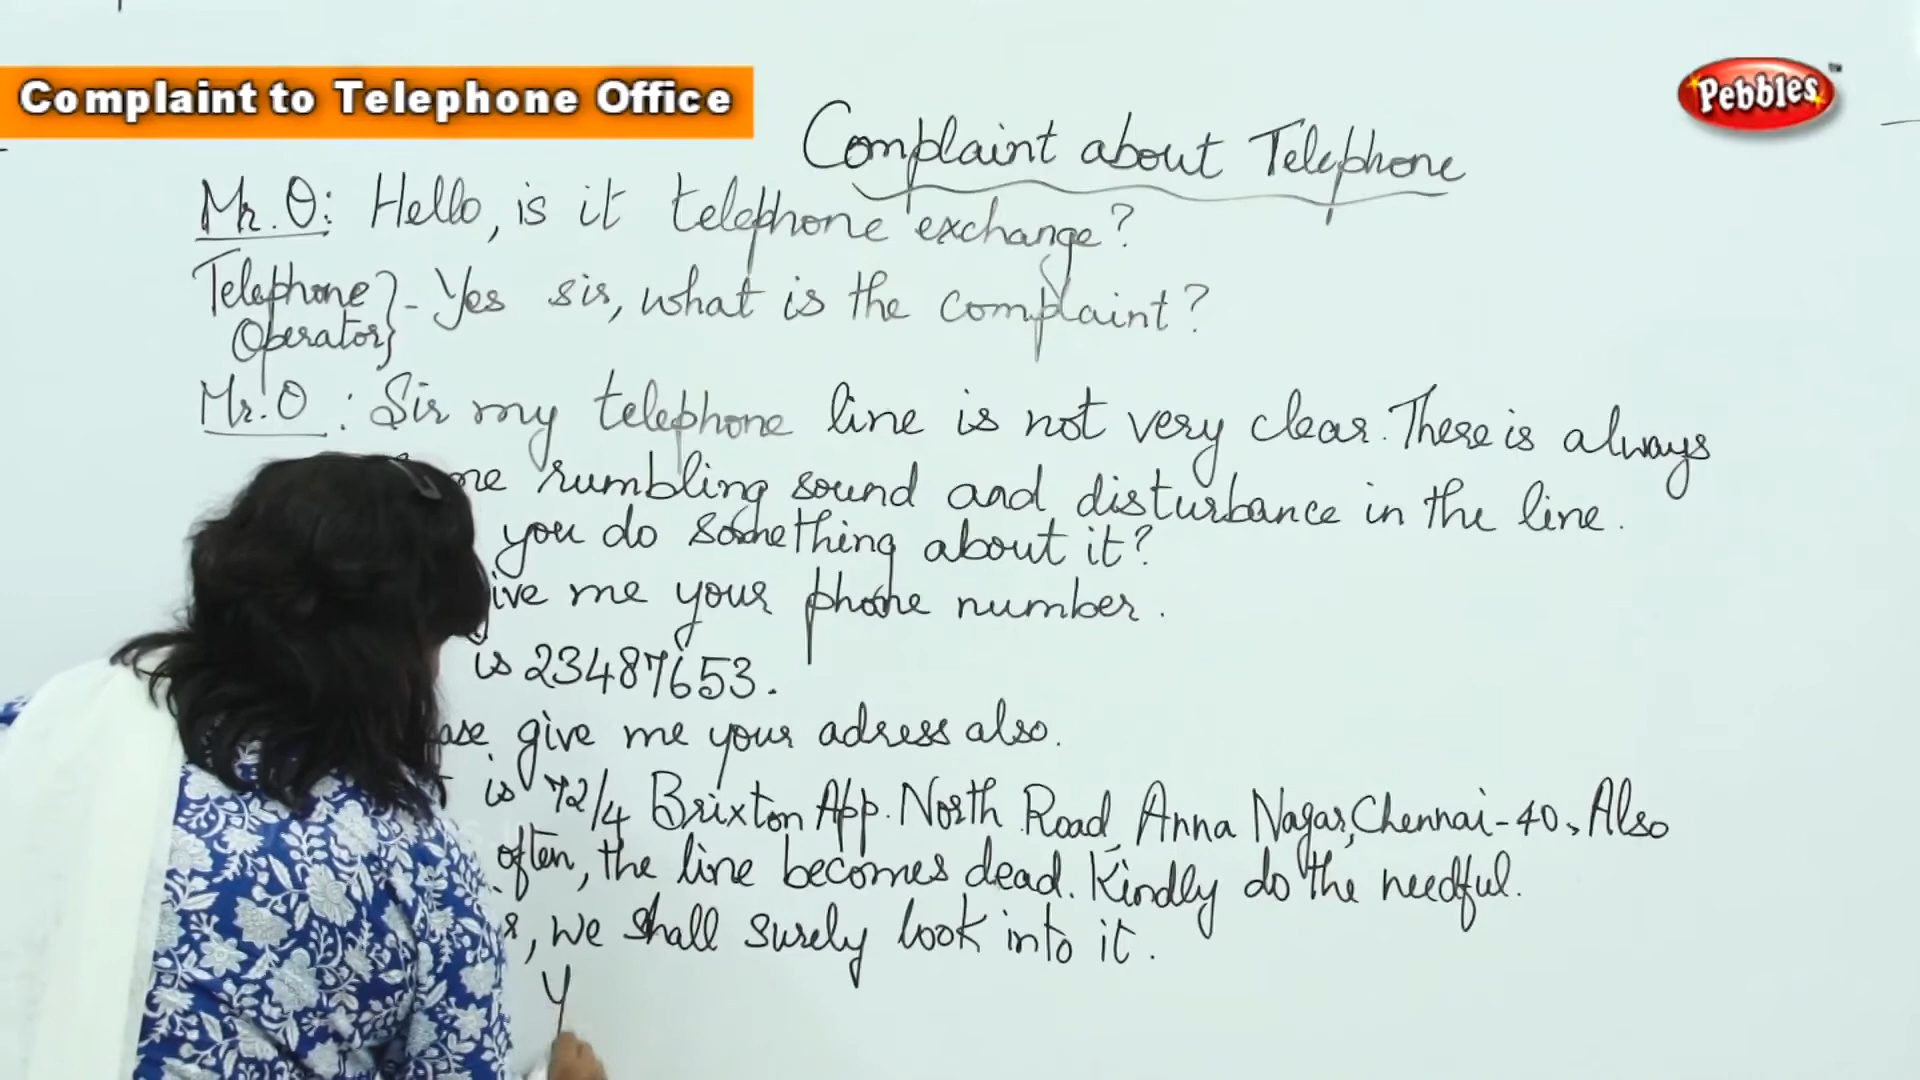 Complaint to Telephone Office
Pebbles™
Complaint about Telephone
Mr. O: Hello, is it telephone exchange?
Telephone Operator} - Yes sir, what is the complaint?
Mr. O : Sir my telephone line is not very clear. There is always
me rumbling sound and disturbance in the line.
you do something about it?
ive me your phone number.
is 23487653.
ase give me your adress also.
is 72/4 Brixton App. North Road, Anna Nagar, Chennai-40. Also
often, the line becomes dead. Kindly do the needful.
r, we shall surely look into it.
y